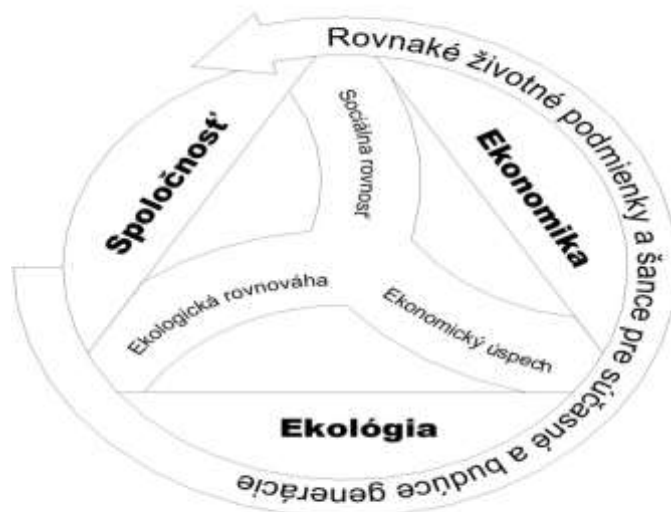 Rovnaké životné podmienky a šance pre súčasné a budúce generácie
Spoločnosť
Sociálna rovnosť
Ekonomika
Ekologická rovnováha
Ekonomický úspech
Ekológia